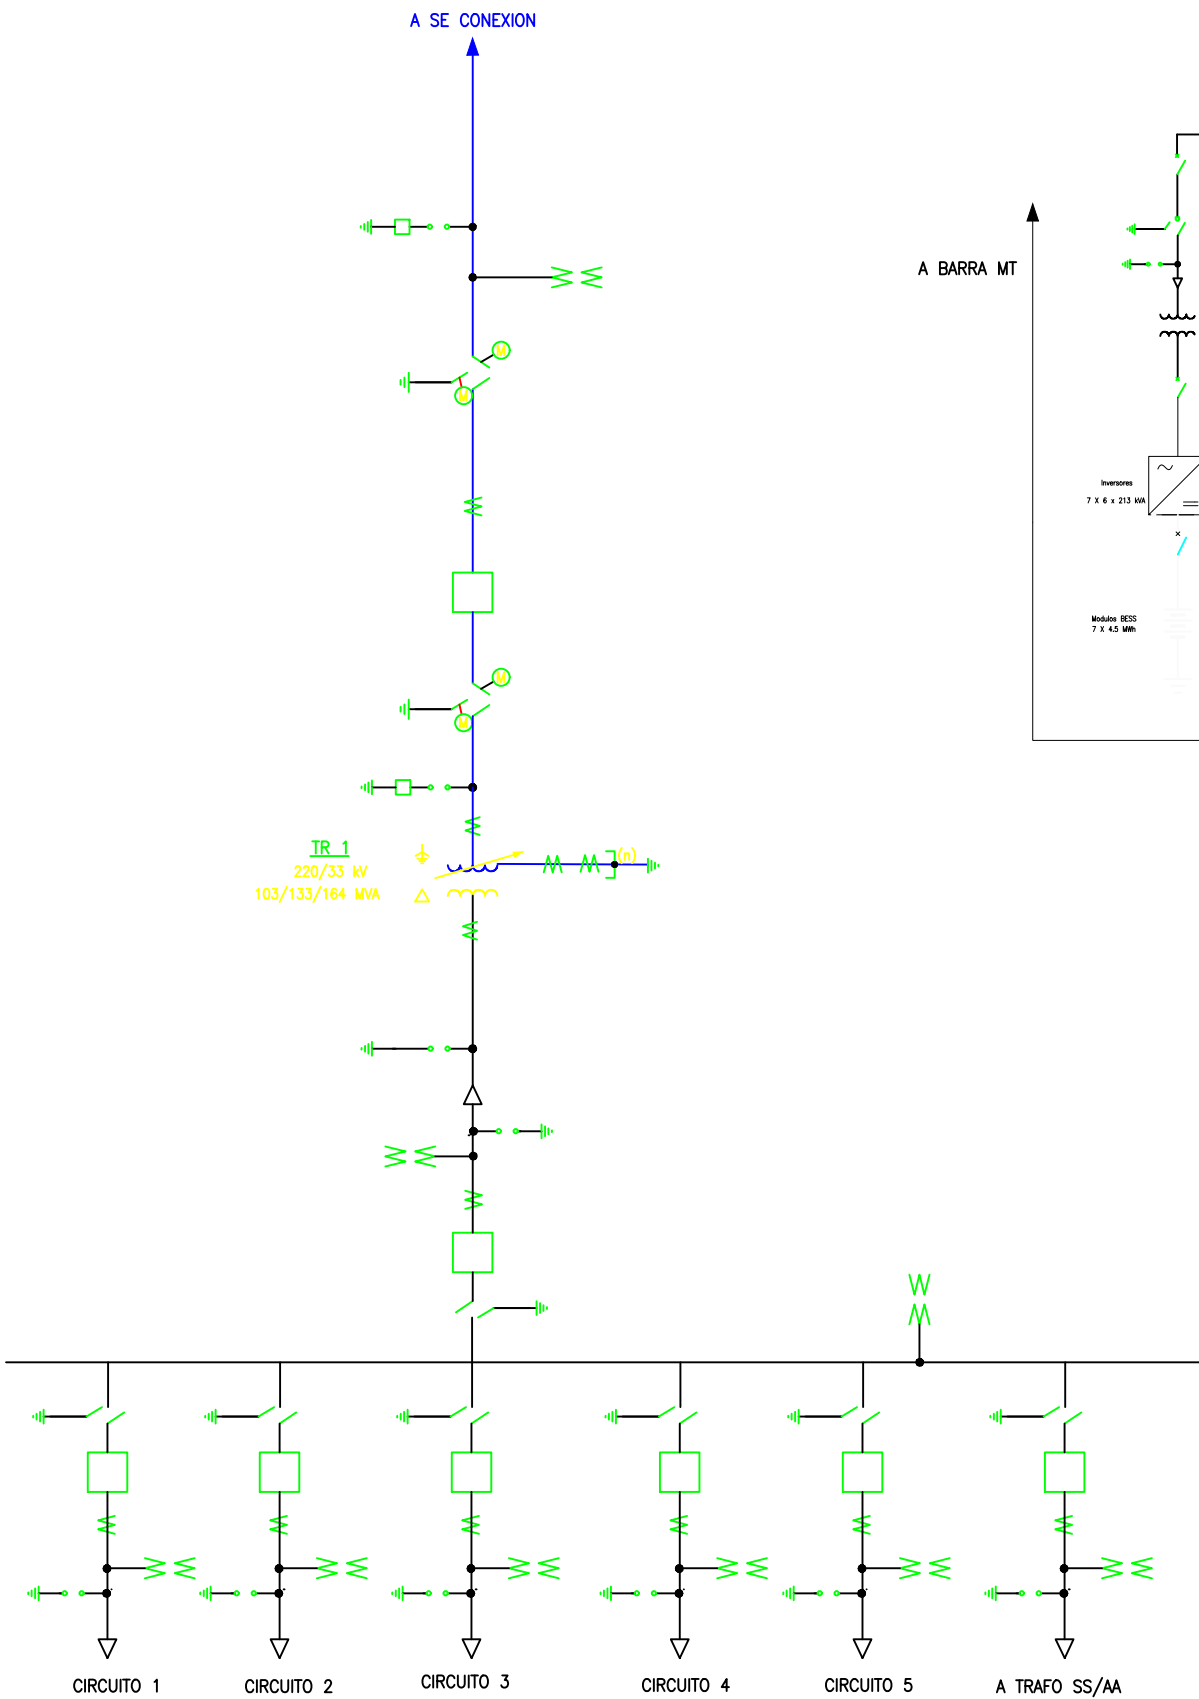 A SE CONEXION
A BARRA MT
M
M
Inversores
7 X 6 x 213 kVA
Modulos BESS
7 X 4.5 MWh
M
M
TR 1
220/33 kV
103/133/164 MVA
(n)
CIRCUITO 1
CIRCUITO 2
CIRCUITO 3
CIRCUITO 4
CIRCUITO 5
A TRAFO SS/AA